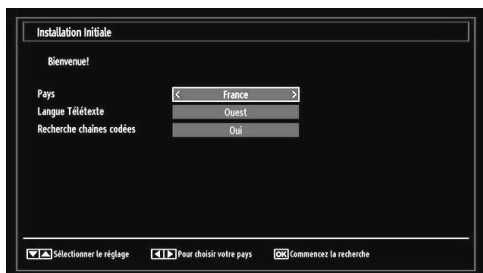 Installation Initiale
Bienvenue!
Pays < France >
Langue Télétexte Ouest
Recherche chaînes codées Oui
Sélectionner le réglage Pour choisir votre pays OK Commencez la recherche